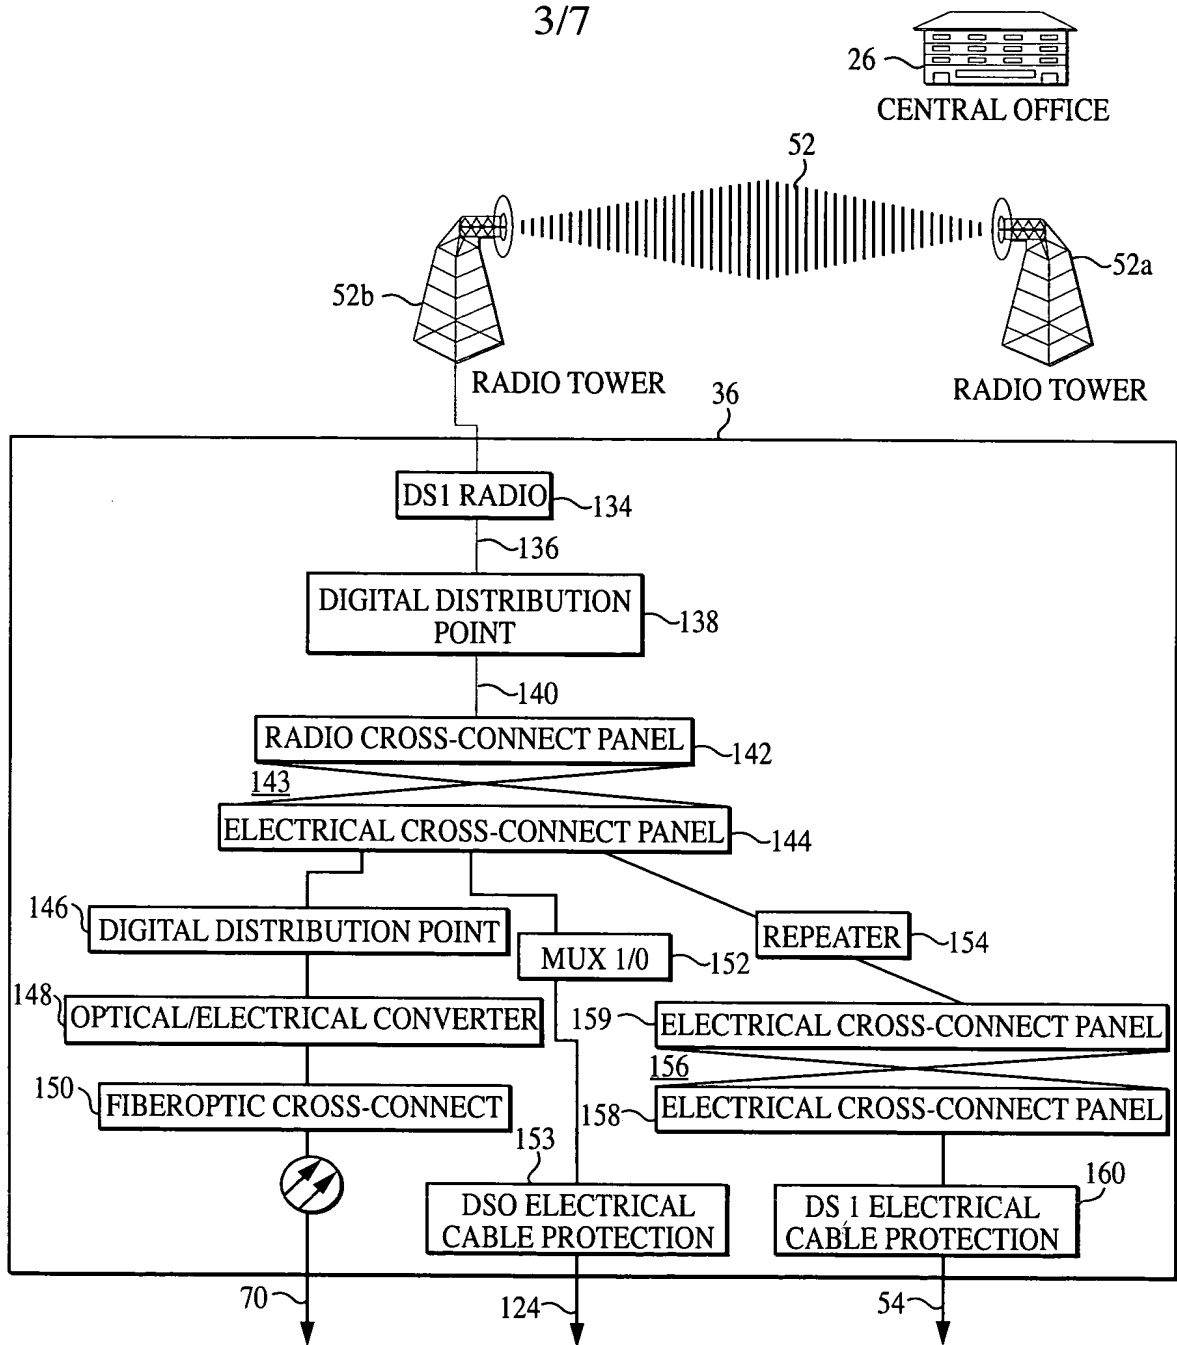 3/7
26
CENTRAL OFFICE
52
52b
52a
RADIO TOWER
RADIO TOWER
36
DS1 RADIO
134
136
DIGITAL DISTRIBUTION
POINT
138
140
RADIO CROSS-CONNECT PANEL
142
143
ELECTRICAL CROSS-CONNECT PANEL
144
146
DIGITAL DISTRIBUTION POINT
MUX 1/0
152
REPEATER
154
148
OPTICAL/ELECTRICAL CONVERTER
159
ELECTRICAL CROSS-CONNECT PANEL
156
150
FIBEROPTIC CROSS-CONNECT
158
ELECTRICAL CROSS-CONNECT PANEL
153
DSO ELECTRICAL
CABLE PROTECTION
160
DS 1 ELECTRICAL
CABLE PROTECTION
70
124
54